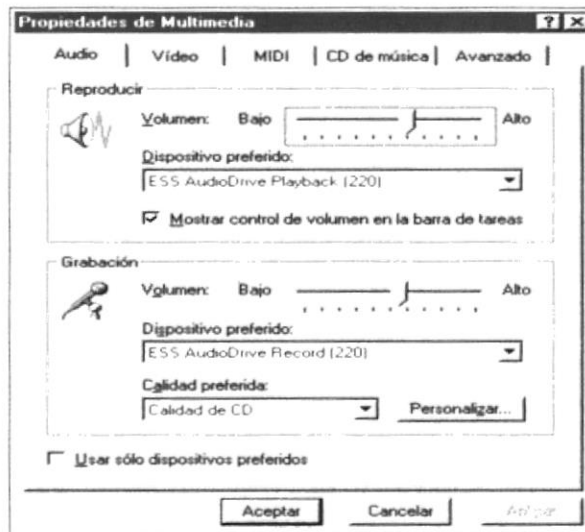 Propiedades de Multimedia
Audio Vídeo MIDI CD de música Avanzado
Reproducir
Volumen: Bajo Alto
Dispositivo preferido:
ESS AudioDrive Playback (220)
Mostrar control de volumen en la barra de tareas
Grabación
Volumen: Bajo Alto
Dispositivo preferido:
ESS AudioDrive Record (220)
Calidad preferida:
Calidad de CD Personalizar...
Usar sólo dispositivos preferidos
Aceptar Cancelar